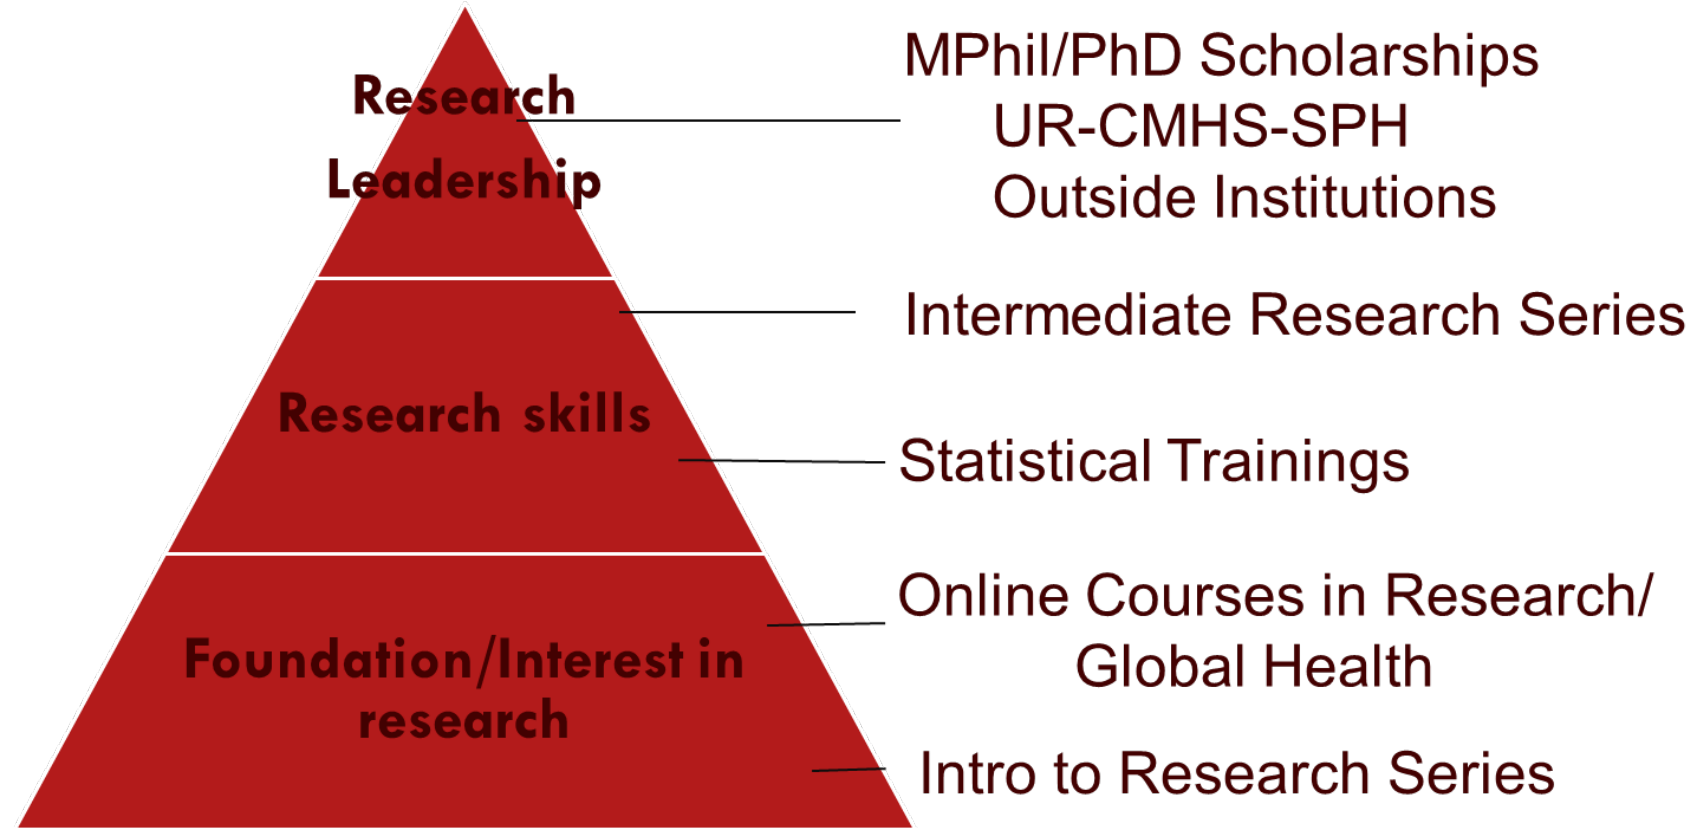 Research
Leadership
MPhil/PhD Scholarships
UR-CMHS-SPH
Outside Institutions
Intermediate Research Series
Research skills
Statistical Trainings
Online Courses in Research/
Global Health
Foundation/Interest in
research
Intro to Research Series